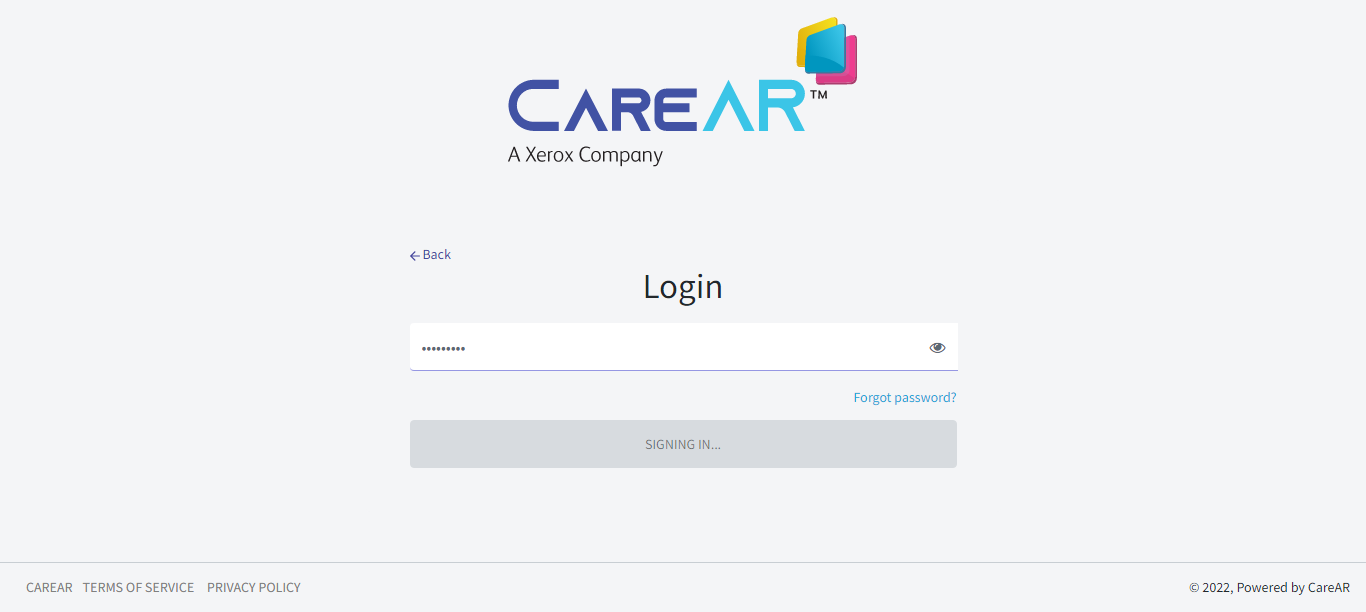 CAREAR™
A Xerox Company
Back
Login
•••••••••
Forgot password?
SIGNING IN...
CAREAR TERMS OF SERVICE PRIVACY POLICY
© 2022, Powered by CareAR